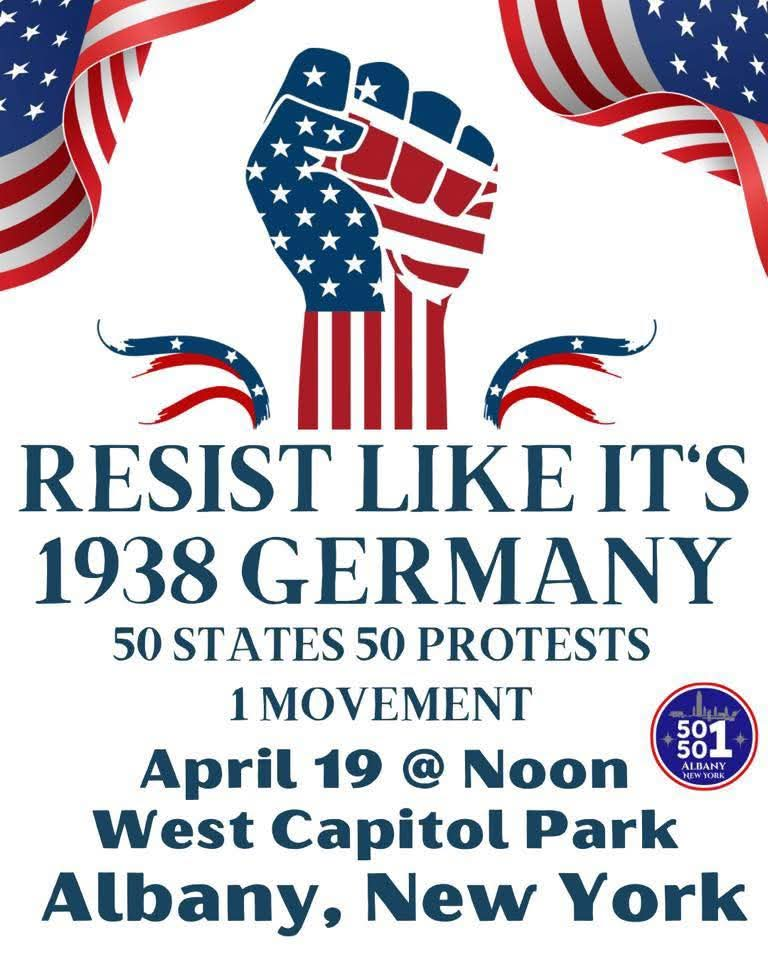 RESIST LIKE IT‘S
1938 GERMANY
50 STATES 50 PROTESTS
1 MOVEMENT
50
50 1
ALBANY
NEW YORK
April 19 @ Noon
West Capitol Park
Albany, New York